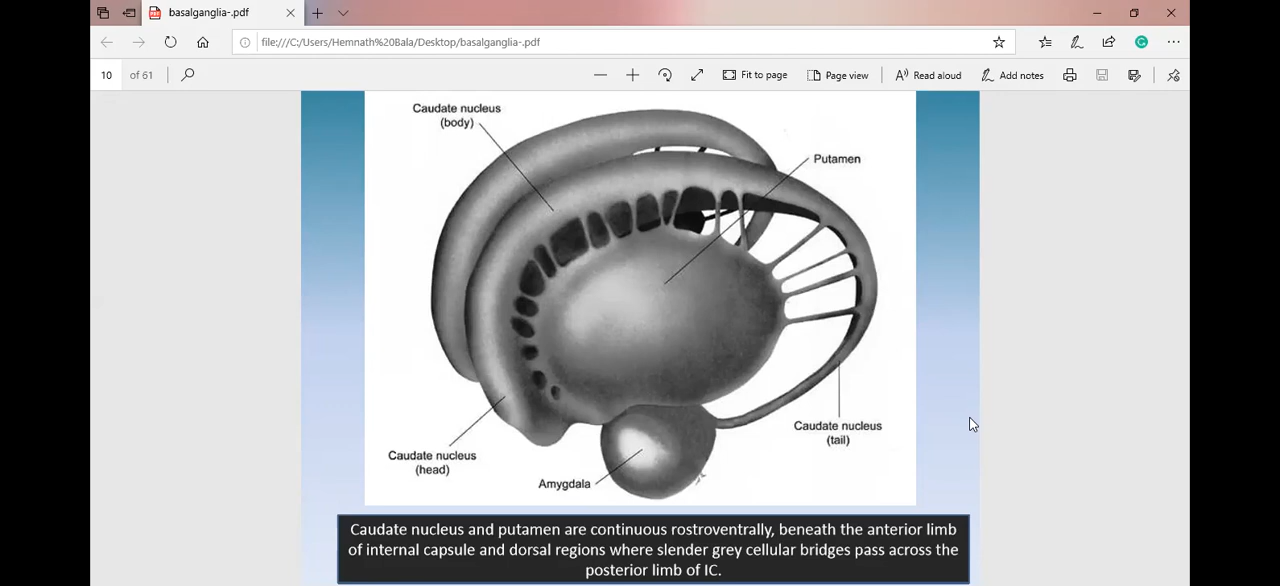 basalganglia-.pdf
file:///C:/Users/Hemnath%20Bala/Desktop/basalganglia-.pdf
10 of 61
Fit to page
Page view
Read aloud
Add notes
Caudate nucleus
(body)
Putamen
Caudate nucleus
(tail)
Caudate nucleus
(head)
Amygdala
Caudate nucleus and putamen are continuous rostroventrally, beneath the anterior limb
of internal capsule and dorsal regions where slender grey cellular bridges pass across the
posterior limb of IC.